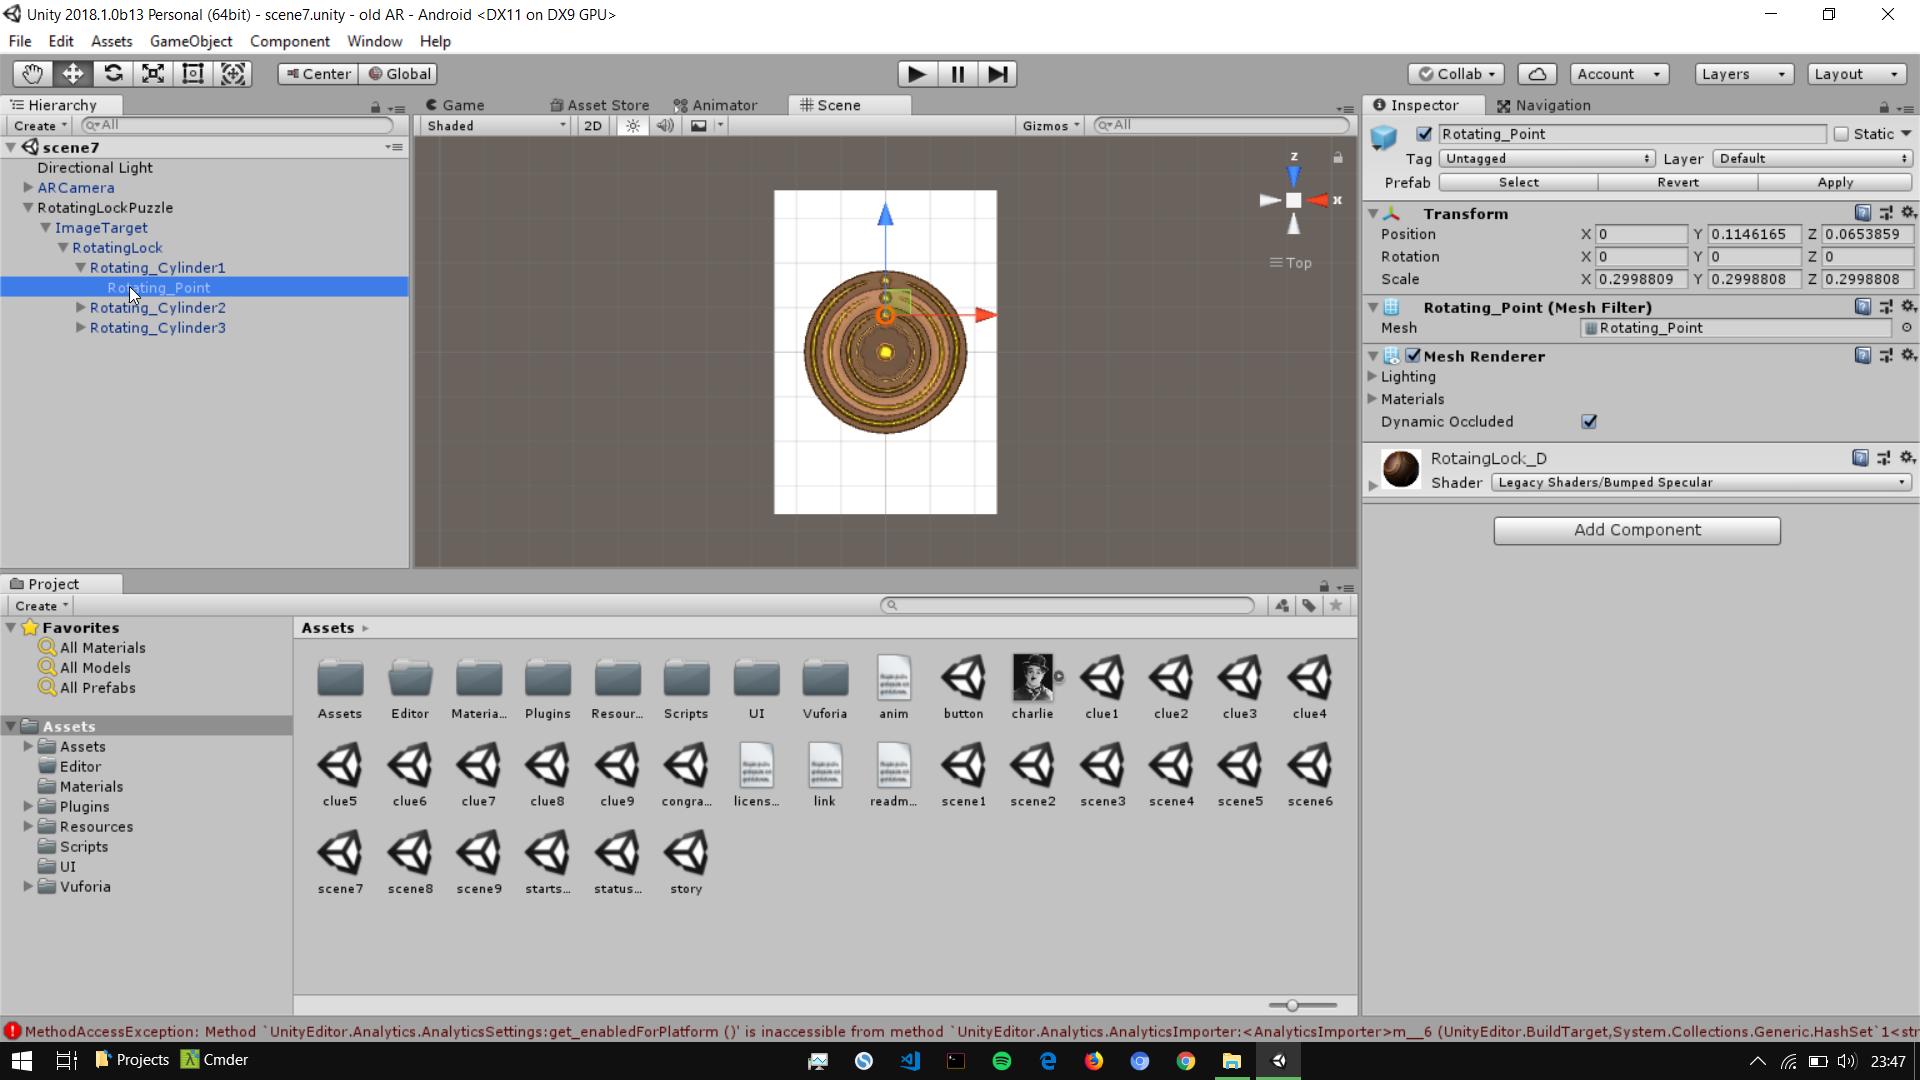 Unity 2018.1.0b13 Personal (64bit) - scene7.unity - old AR - Android <DX11 on DX9 GPU>
File Edit Assets GameObject Component Window Help
Center Global Collab Account Layers Layout
Hierarchy
Create All
scene7
Directional Light
ARCamera
RotatingLockPuzzle
ImageTarget
RotatingLock
Rotating_Cylinder1
Rotating_Point
Rotating_Cylinder2
Rotating_Cylinder3
Game Asset Store Animator Scene
Shaded 2D Gizmos All
z
x
Top
Inspector Navigation
Rotating_Point Static
Tag Untagged Layer Default
Prefab Select Revert Apply
Transform
Position X 0 Y 0.1146165 Z 0.0653859
Rotation X 0 Y 0 Z 0
Scale X 0.2998809 Y 0.2998808 Z 0.2998808
Rotating_Point (Mesh Filter)
Mesh Rotating_Point
Mesh Renderer
Lighting
Materials
Dynamic Occluded
RotaingLock_D
Shader Legacy Shaders/Bumped Specular
Add Component
Project
Create
Favorites
All Materials
All Models
All Prefabs
Assets
Assets
Editor
Materials
Plugins
Resources
Scripts
UI
Vuforia
Assets
Assets Editor Materia... Plugins Resour... Scripts UI Vuforia anim button charlie clue1 clue2 clue3 clue4
clue5 clue6 clue7 clue8 clue9 congra... licens... link readm... scene1 scene2 scene3 scene4 scene5 scene6
scene7 scene8 scene9 starts... status... story
MethodAccessException: Method `UnityEditor.Analytics.AnalyticsSettings:get_enabledForPlatform ()' is inaccessible from method `UnityEditor.Analytics.AnalyticsImporter:<AnalyticsImporter>m__6 (UnityEditor.BuildTarget,System.Collections.Generic.HashSet`1<str
Projects Cmder 23:47